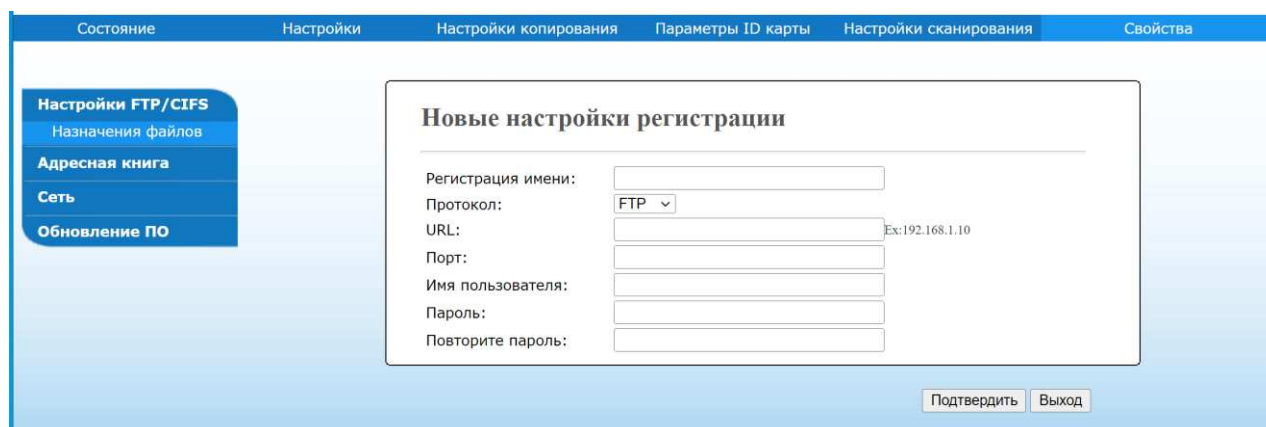 Состояние Настройки Настройки копирования Параметры ID карты Настройки сканирования Свойства
Настройки FTP/CIFS
Назначения файлов
Адресная книга
Сеть
Обновление ПО
Новые настройки регистрации
Регистрация имени:
Протокол: FTP
URL: Ex:192.168.1.10
Порт:
Имя пользователя:
Пароль:
Повторите пароль:
Подтвердить Выход